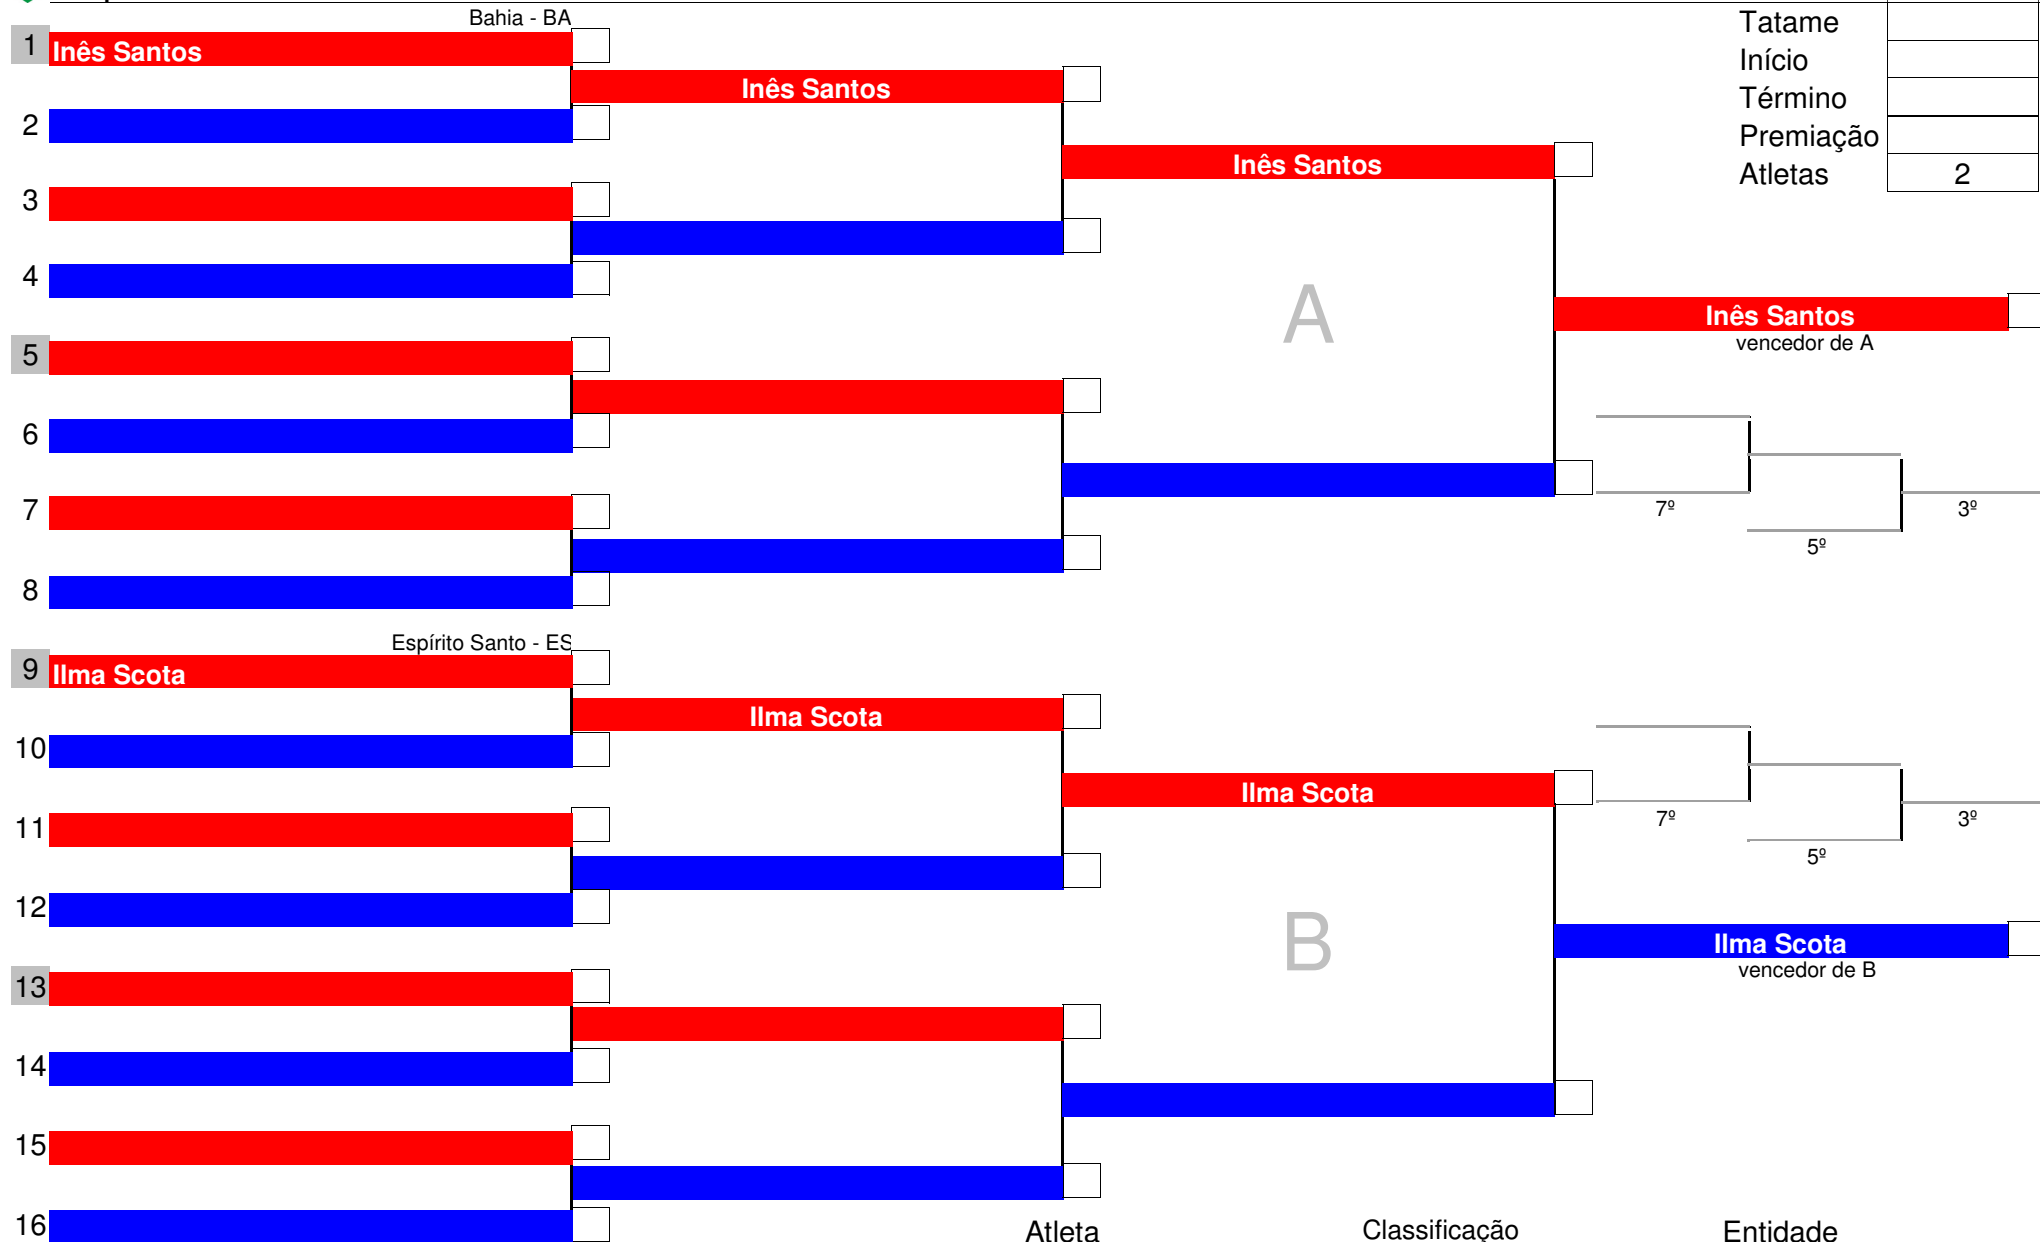 Bahia - BA
Tatame
1 Inês Santos
Início
Inês Santos
Término
2
Premiação
Inês Santos
Atletas 2
3
4
Inês Santos
vencedor de A
A
5
6
7º
3º
7
5º
8
Espírito Santo - ES
9 Ilma Scota
Ilma Scota
10
Ilma Scota
7º
3º
11
5º
12
B
Ilma Scota
vencedor de B
13
14
15
16
Atleta Classificação Entidade